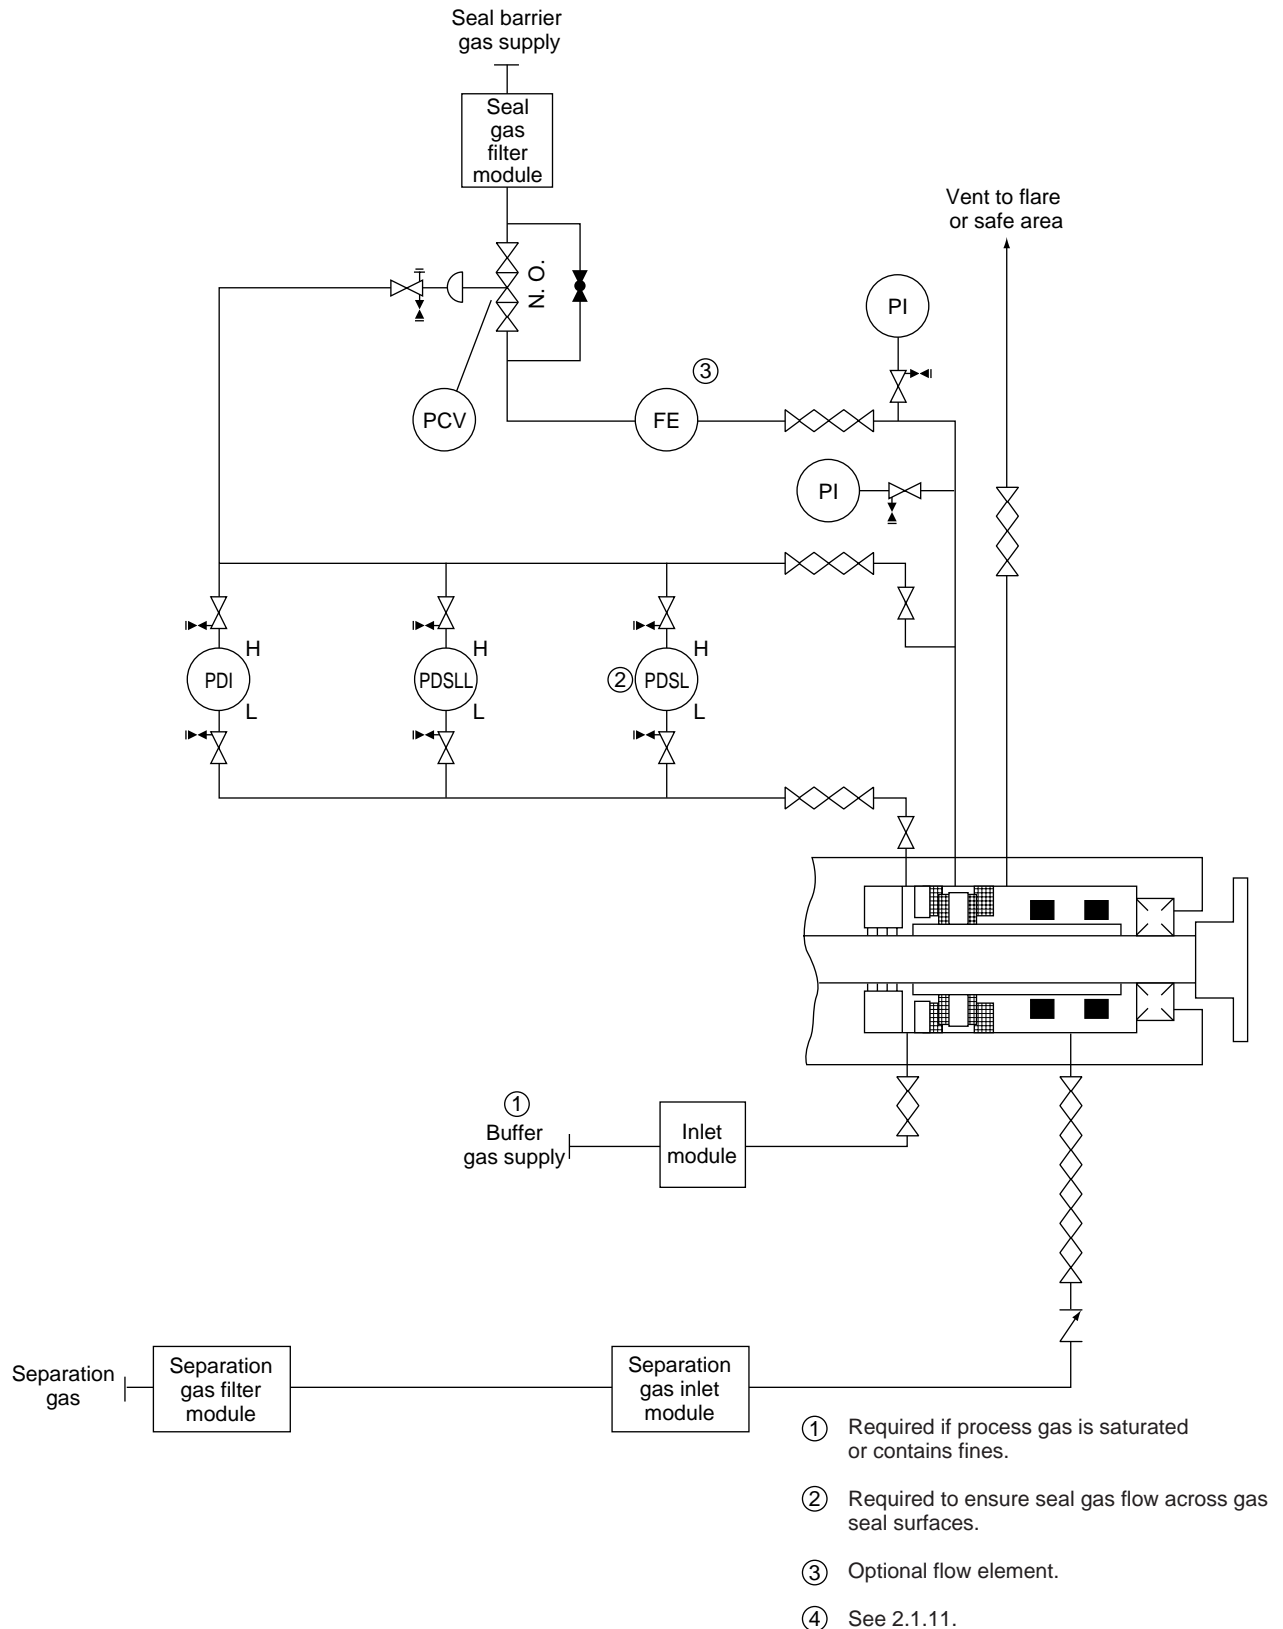 Seal barrier
gas supply
Seal
gas
filter
module
Vent to flare
or safe area
N. O.
PI
③
PCV
FE
PI
H
H
H
PDI
PDSLL
②
PDSL
L
L
L
①
Buffer
gas supply
Inlet
module
Separation
gas
Separation
gas filter
module
Separation
gas inlet
module
① Required if process gas is saturated
or contains fines.
② Required to ensure seal gas flow across gas
seal surfaces.
③ Optional flow element.
④ See 2.1.11.